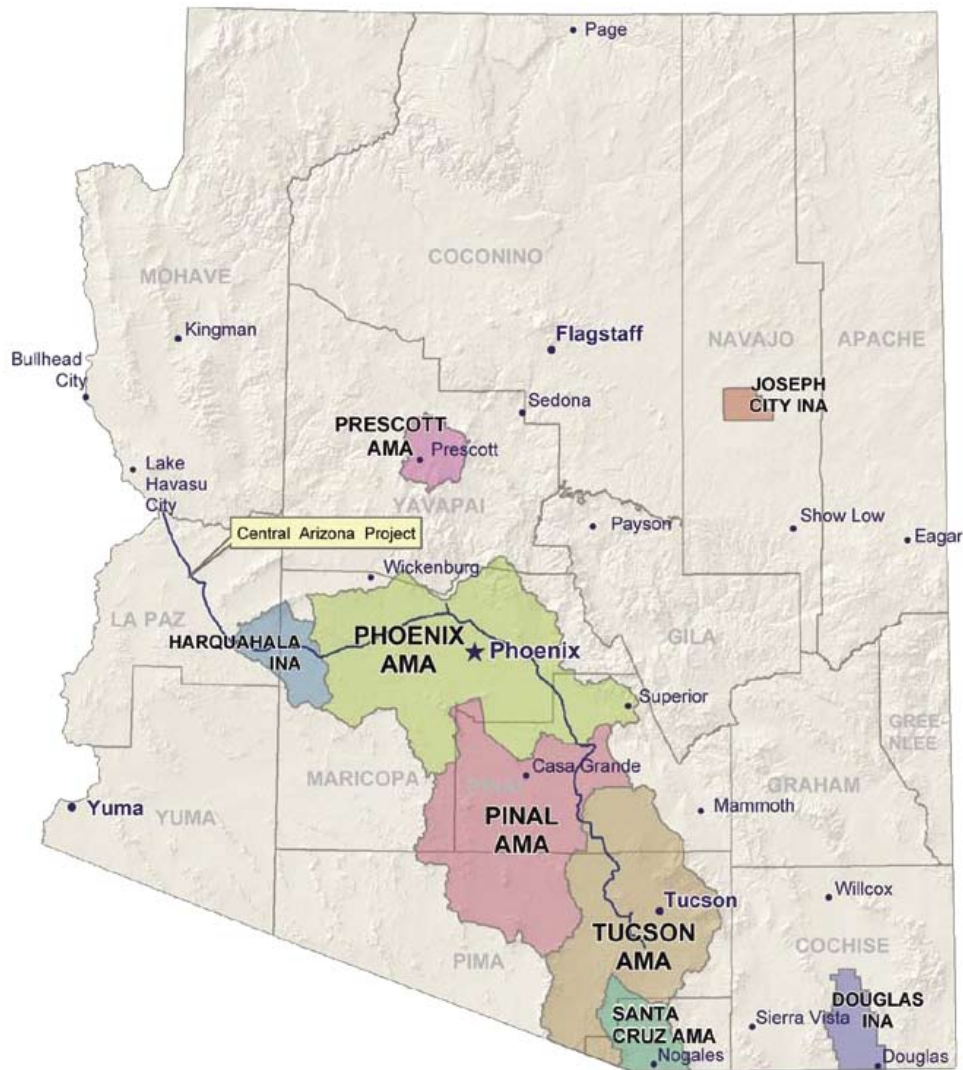 Page
COCONINO
MOHAVE
Kingman
Flagstaff
NAVAJO
APACHE
Bullhead
City
JOSEPH
CITY INA
Sedona
PRESCOTT
AMA
Prescott
Lake
Havasu
City
YAVAPAI
Central Arizona Project
Payson
Show Low
Eagar
Wickenburg
LA PAZ
HARQUAHALA
INA
PHOENIX
AMA
Phoenix
GILA
Superior
GREE-
NLEE
MARICOPA
PINAL
Casa Grande
GRAHAM
Yuma
YUMA
PINAL
AMA
Mammoth
Willcox
Tucson
TUCSON
AMA
COCHISE
PIMA
SANTA
CRUZ AMA
Nogales
Sierra Vista
DOUGLAS
INA
Douglas